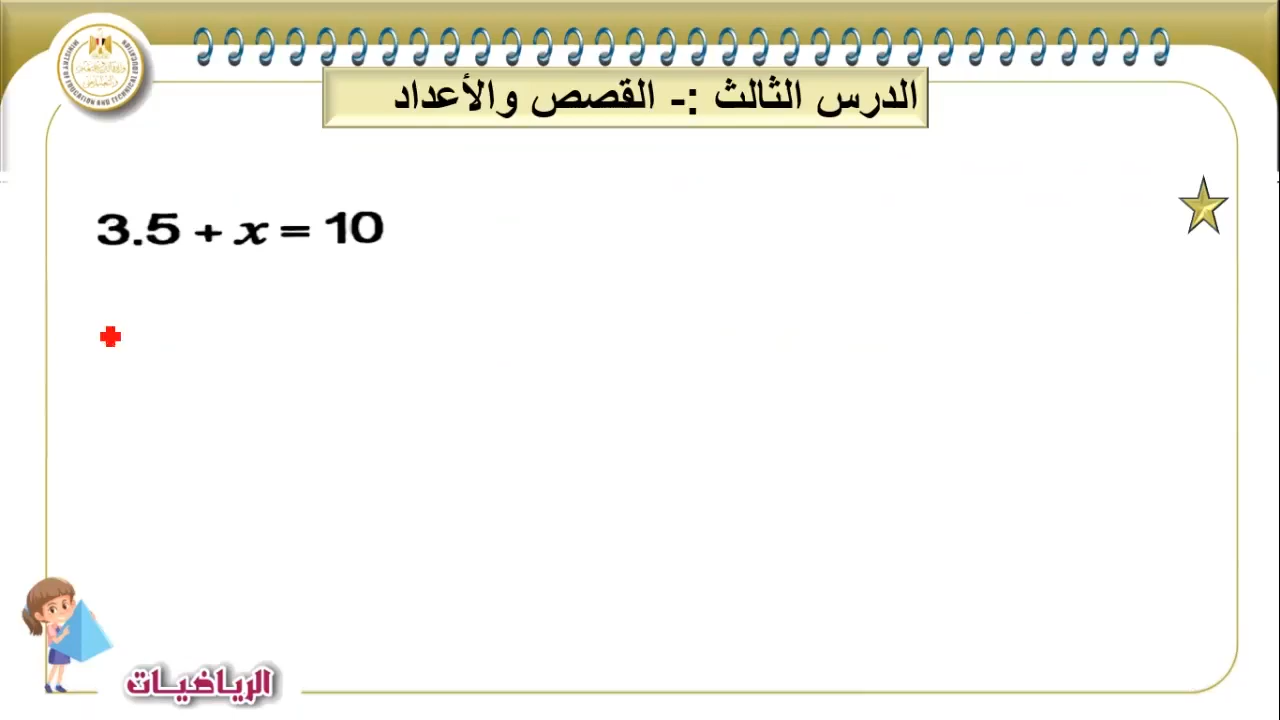 الدرس الثالث :- القصص والأعداد
3.5 + x = 10
الرياضيات